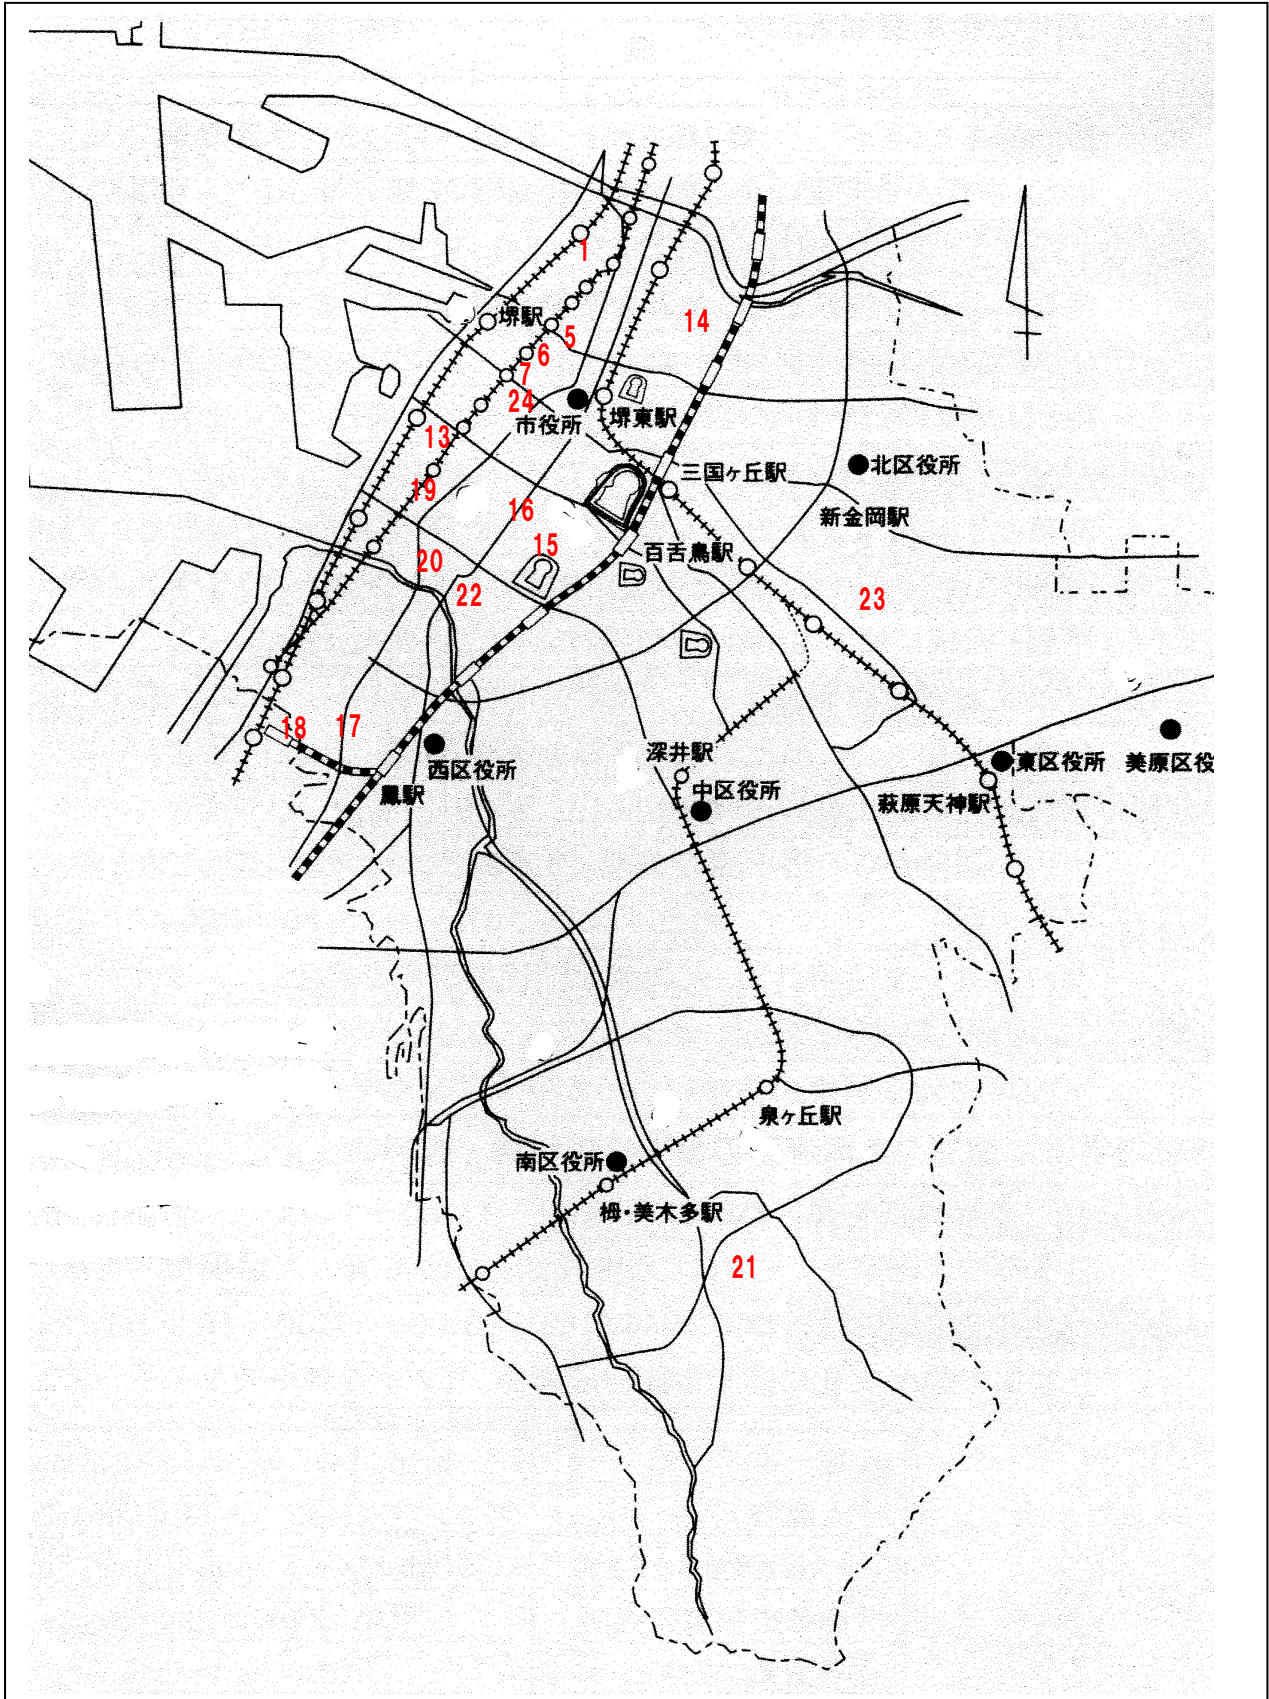 1
堺駅
14
5
6
7
24
市役所
堺東駅
13
三国ヶ丘駅
北区役所
19
16
新金岡駅
15
百舌鳥駅
20
22
23
18
17
西区役所
鳳駅
深井駅
中区役所
東区役所
美原区役
萩原天神駅
泉ヶ丘駅
南区役所
栂・美木多駅
21